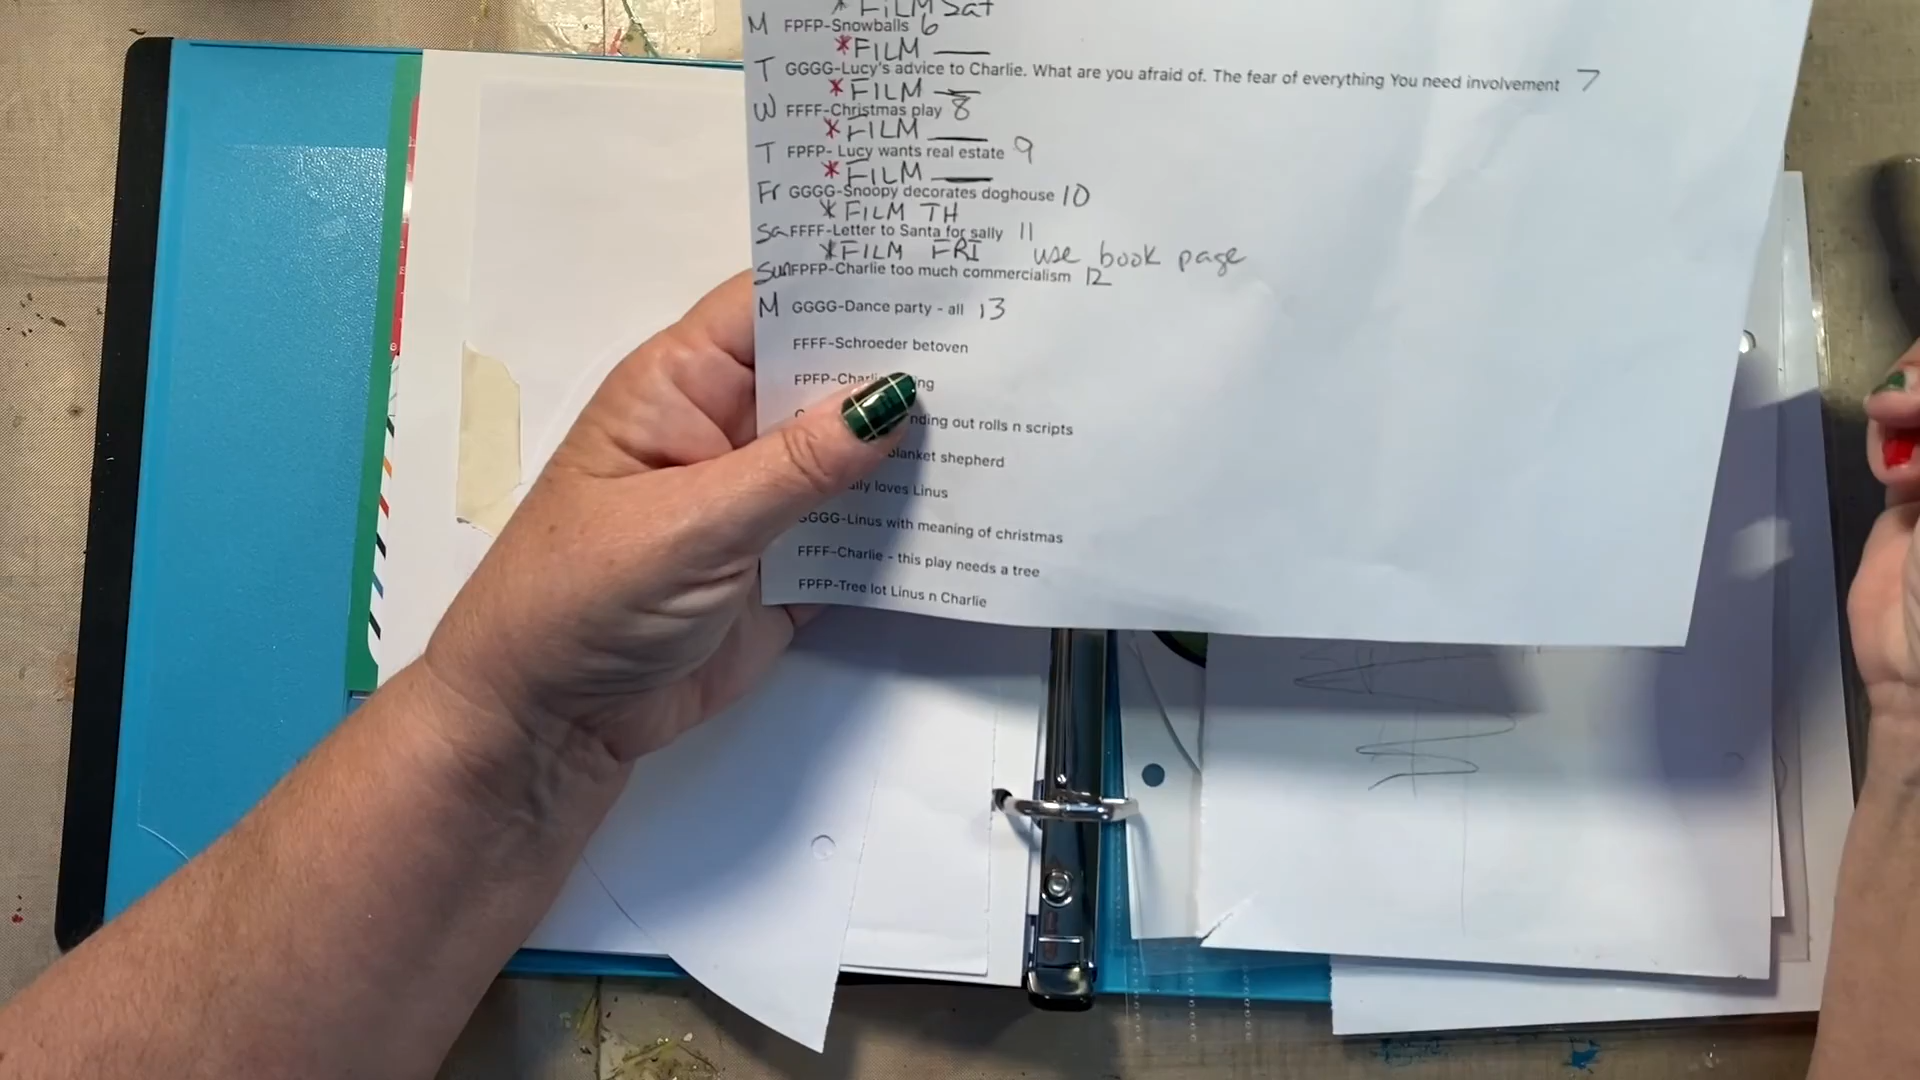 * FILM Sat
M FPFP-Snowballs 6
*FILM
T GGGG-Lucy's advice to Charlie. What are you afraid of. The fear of everything You need involvement 7
*FILM
W FFFF-Christmas play 8
*FILM
T FPFP- Lucy wants real estate 9
*FILM
Fr GGGG-Snoopy decorates doghouse 10
*FILM TH
Sa FFFF-Letter to Santa for sally 11
*FILM FRI use book page
Sun FPFP-Charlie too much commercialism 12
M GGGG-Dance party - all 13
FFFF-Schroeder betoven
FPFP-
out rolls n scripts
shepherd
loves Linus
GGGG-Linus with meaning of christmas
FFFF-Charlie - this play needs a tree
FPFP-Tree lot Linus n Charlie